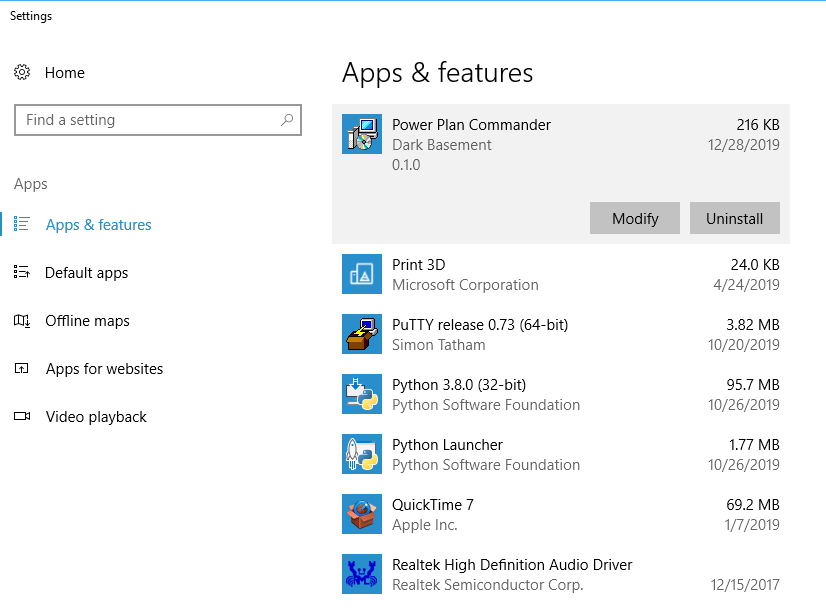 Settings
Home
Find a setting
Apps
Apps & features
Default apps
Offline maps
Apps for websites
Video playback
Apps & features
Power Plan Commander 216 KB
Dark Basement 12/28/2019
0.1.0
Modify Uninstall
Print 3D 24.0 KB
Microsoft Corporation 4/24/2019
PuTTY release 0.73 (64-bit) 3.82 MB
Simon Tatham 10/20/2019
Python 3.8.0 (32-bit) 95.7 MB
Python Software Foundation 10/26/2019
Python Launcher 1.77 MB
Python Software Foundation 10/26/2019
QuickTime 7 69.2 MB
Apple Inc. 1/7/2019
Realtek High Definition Audio Driver
Realtek Semiconductor Corp. 12/15/2017